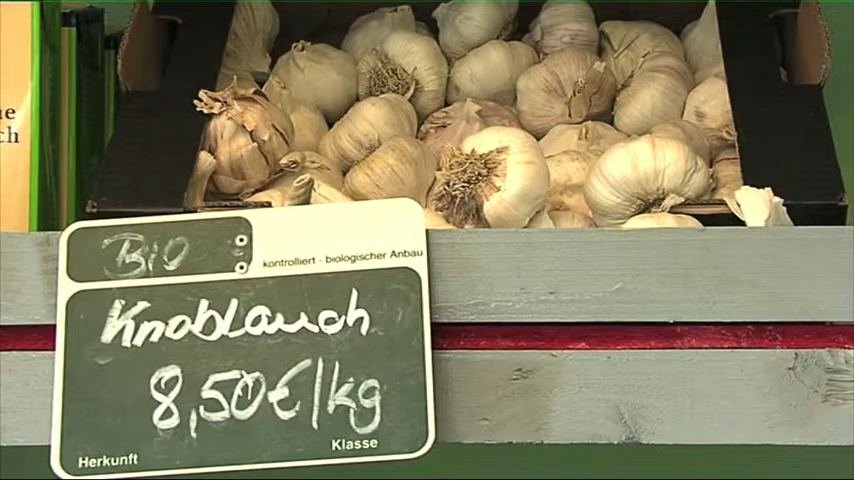 Bio
kontrolliert - biologischer Anbau
Knoblauch
8,50€/kg
Herkunft
Klasse